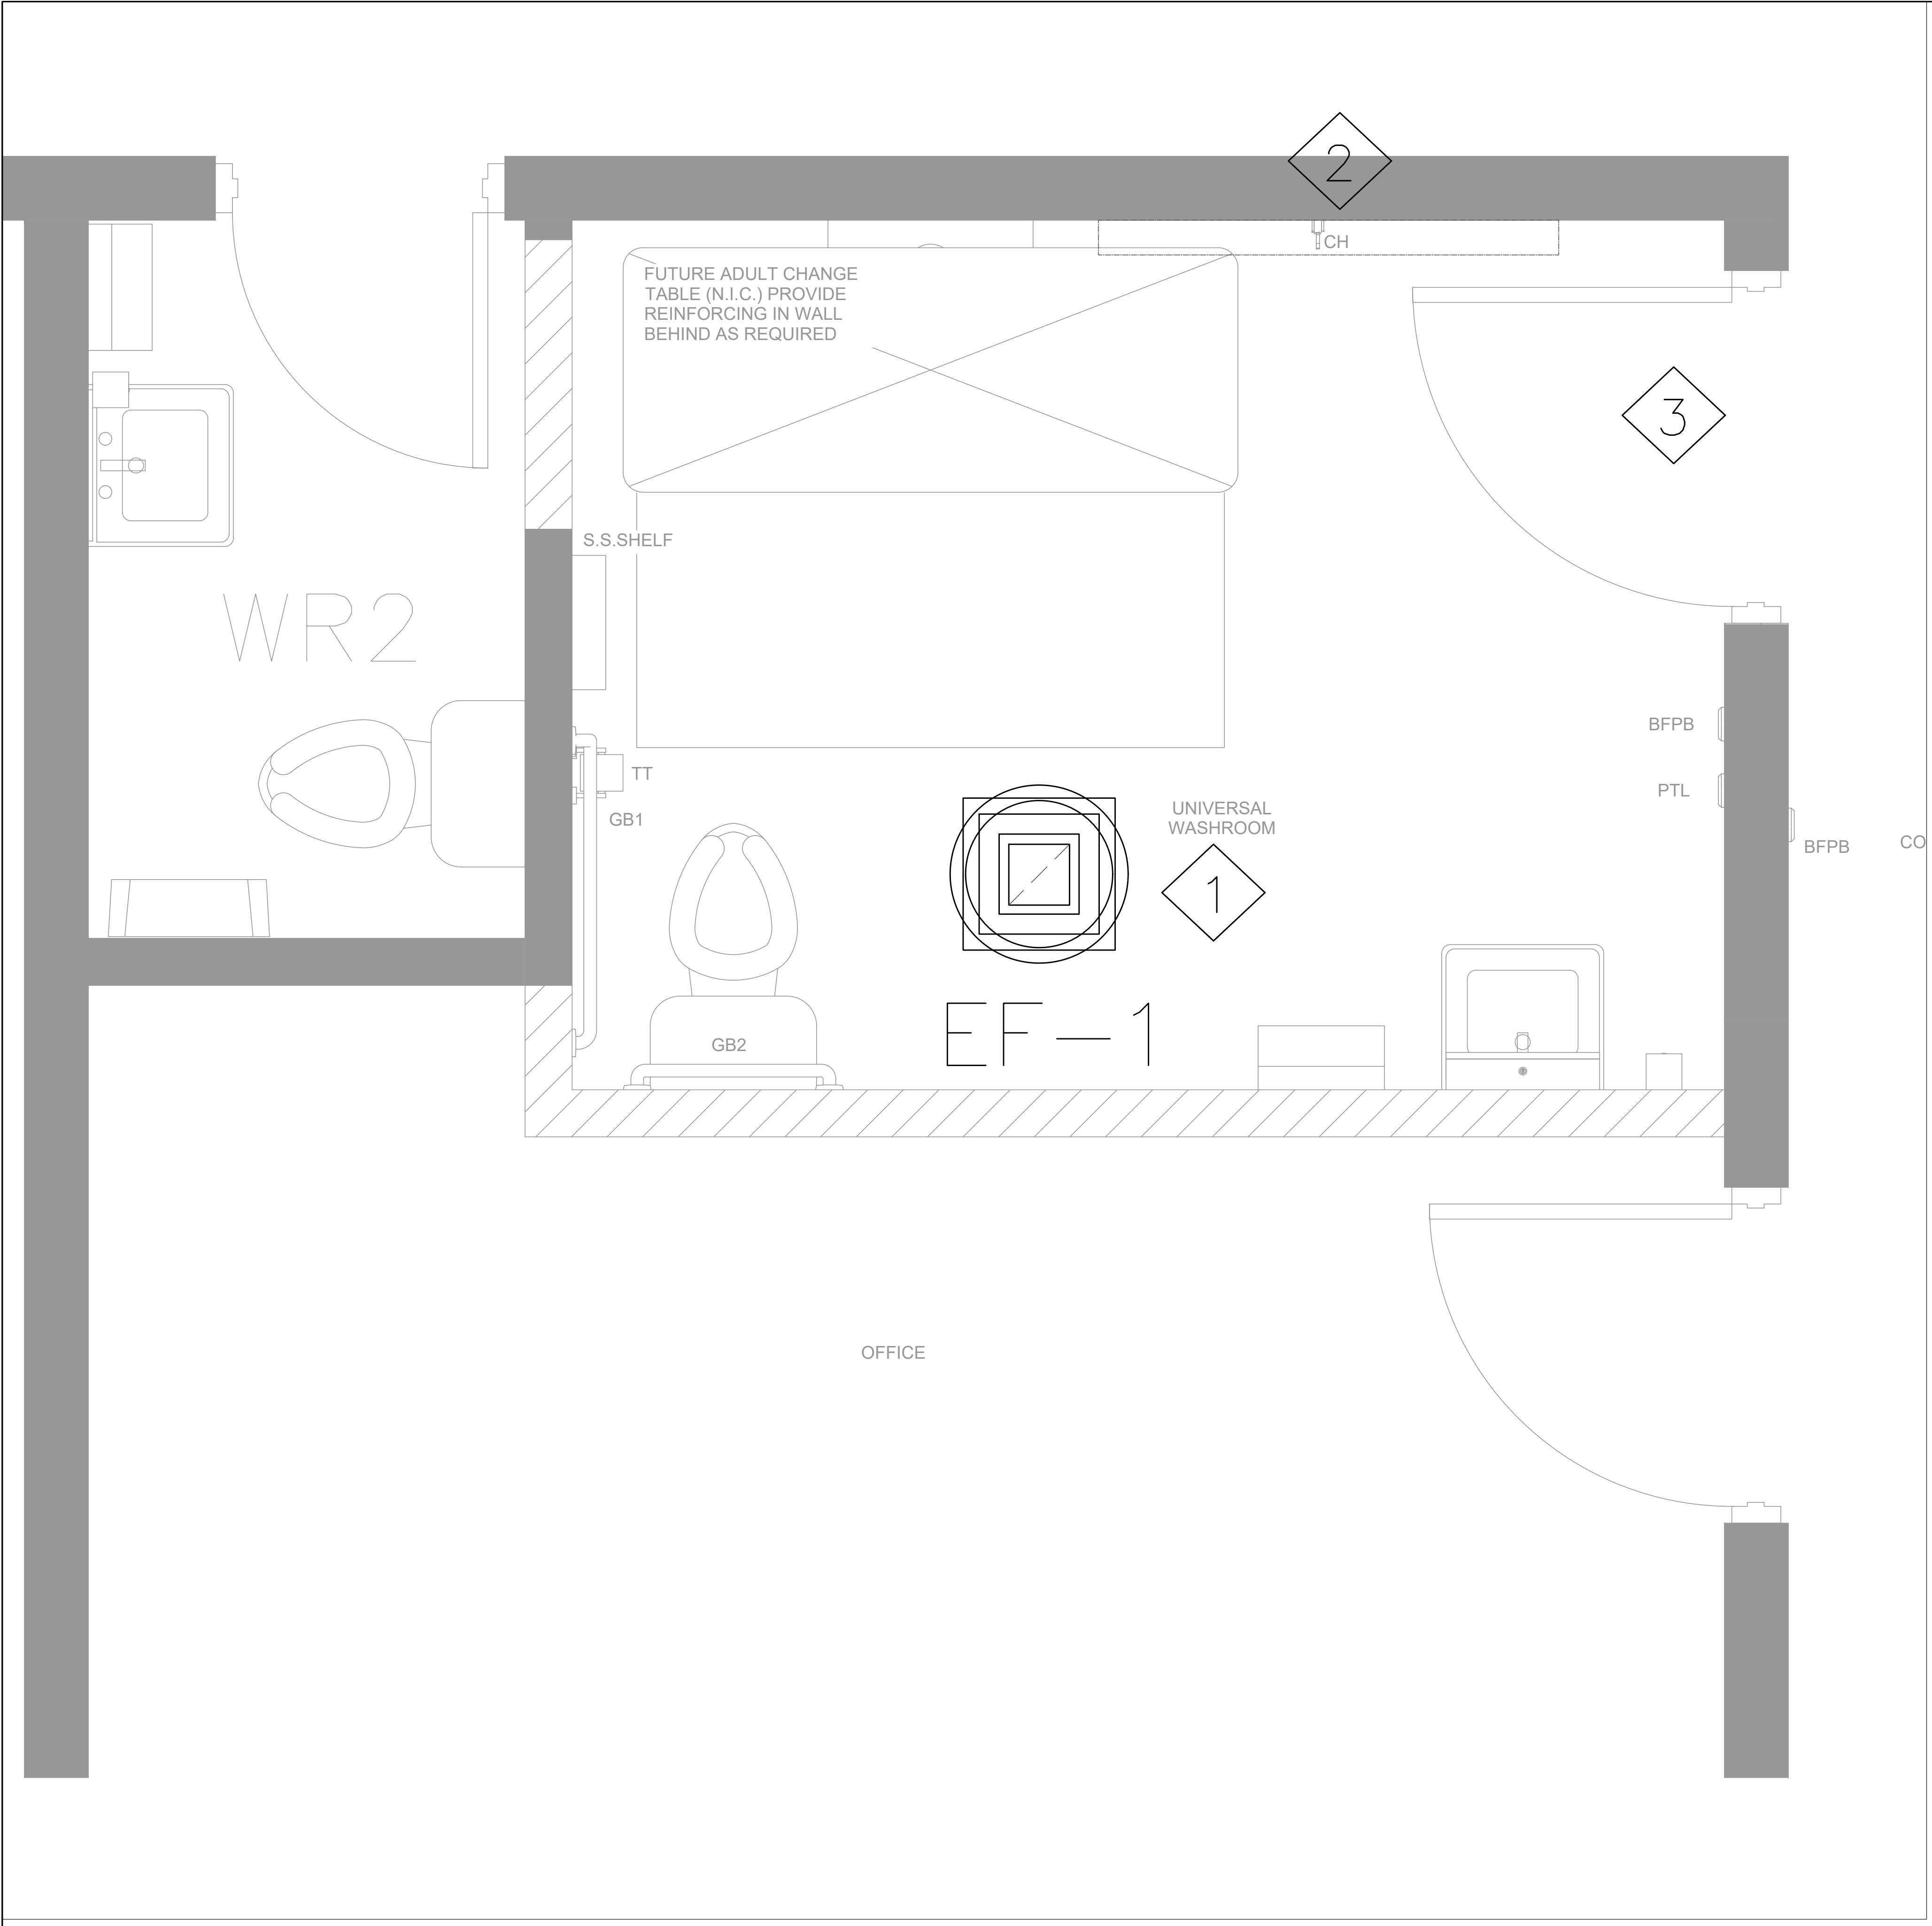 2
CH
FUTURE ADULT CHANGE
TABLE (N.I.C.) PROVIDE
REINFORCING IN WALL
BEHIND AS REQUIRED
3
S.S.SHELF
WR2
BFPB
TT
PTL
GB1
UNIVERSAL
WASHROOM
BFPB
CO
1
EF-1
GB2
OFFICE